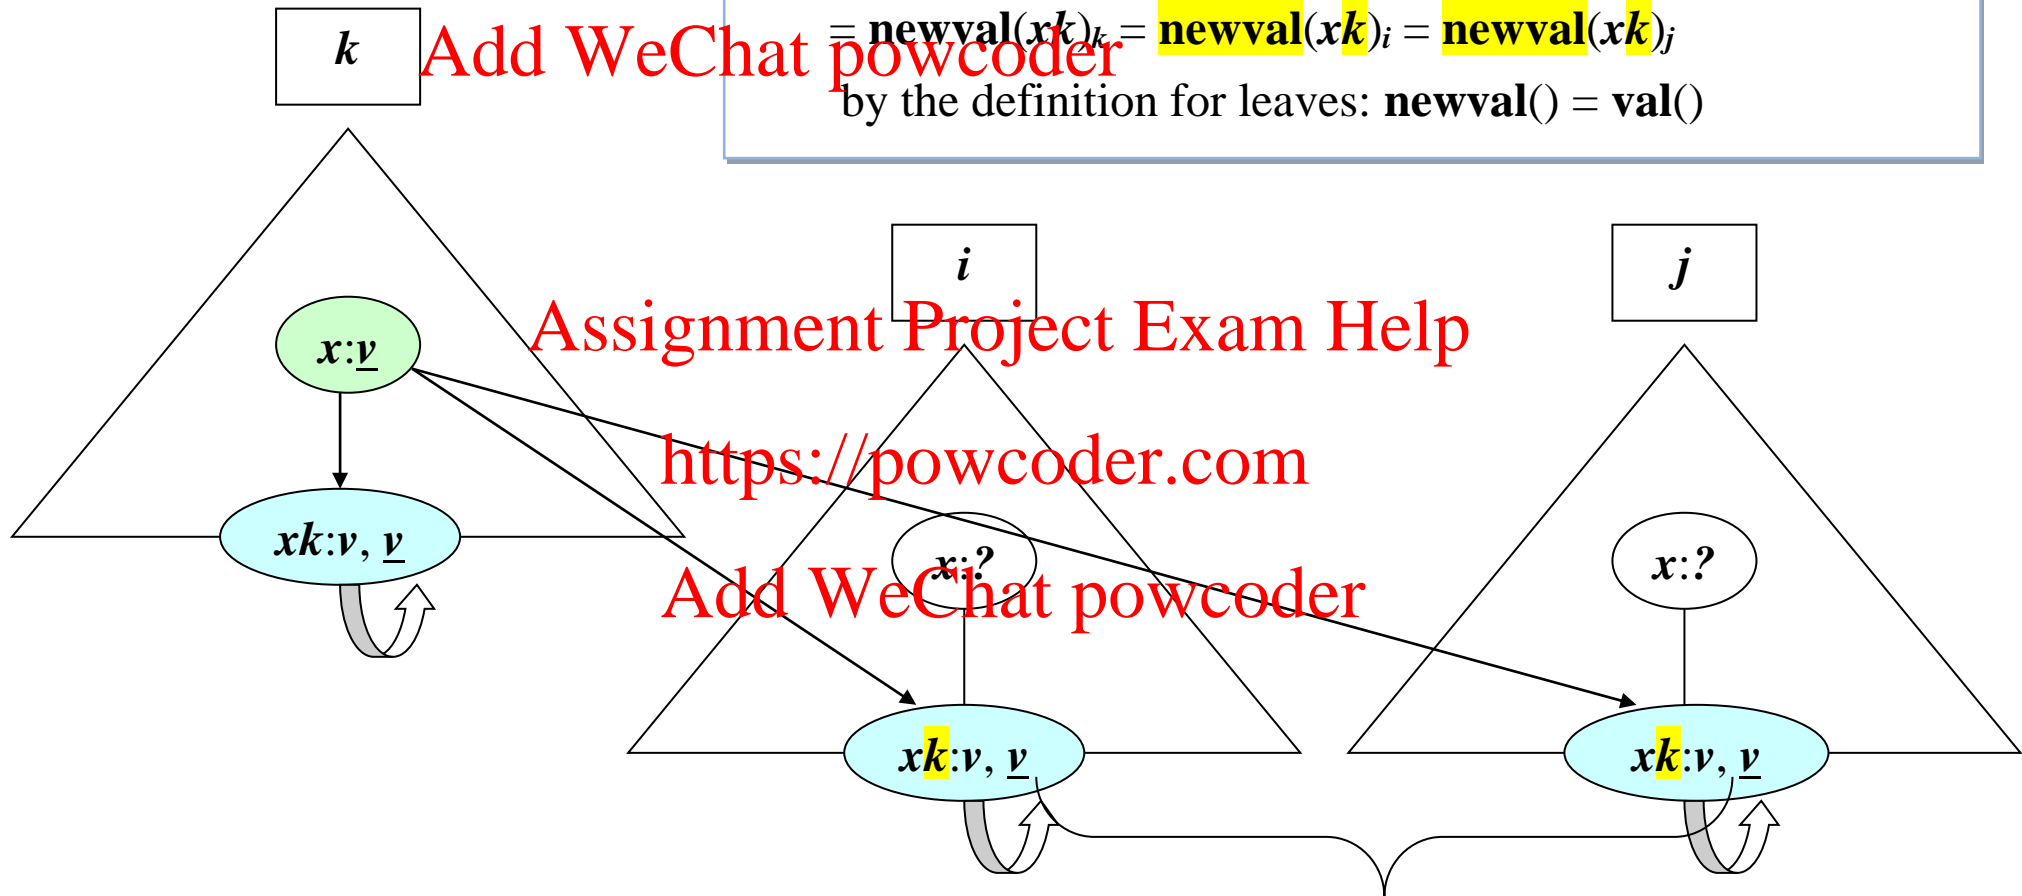 = newval(xk)k = newval(xk)i = newval(xk)j
by the definition for leaves: newval() = val()
k
Add WeChat powcoder
i
j
Assignment Project Exam Help
x:v
https://powcoder.com
xk:v, v
x:?
x:?
Add WeChat powcoder
xk:v, v
xk:v, v